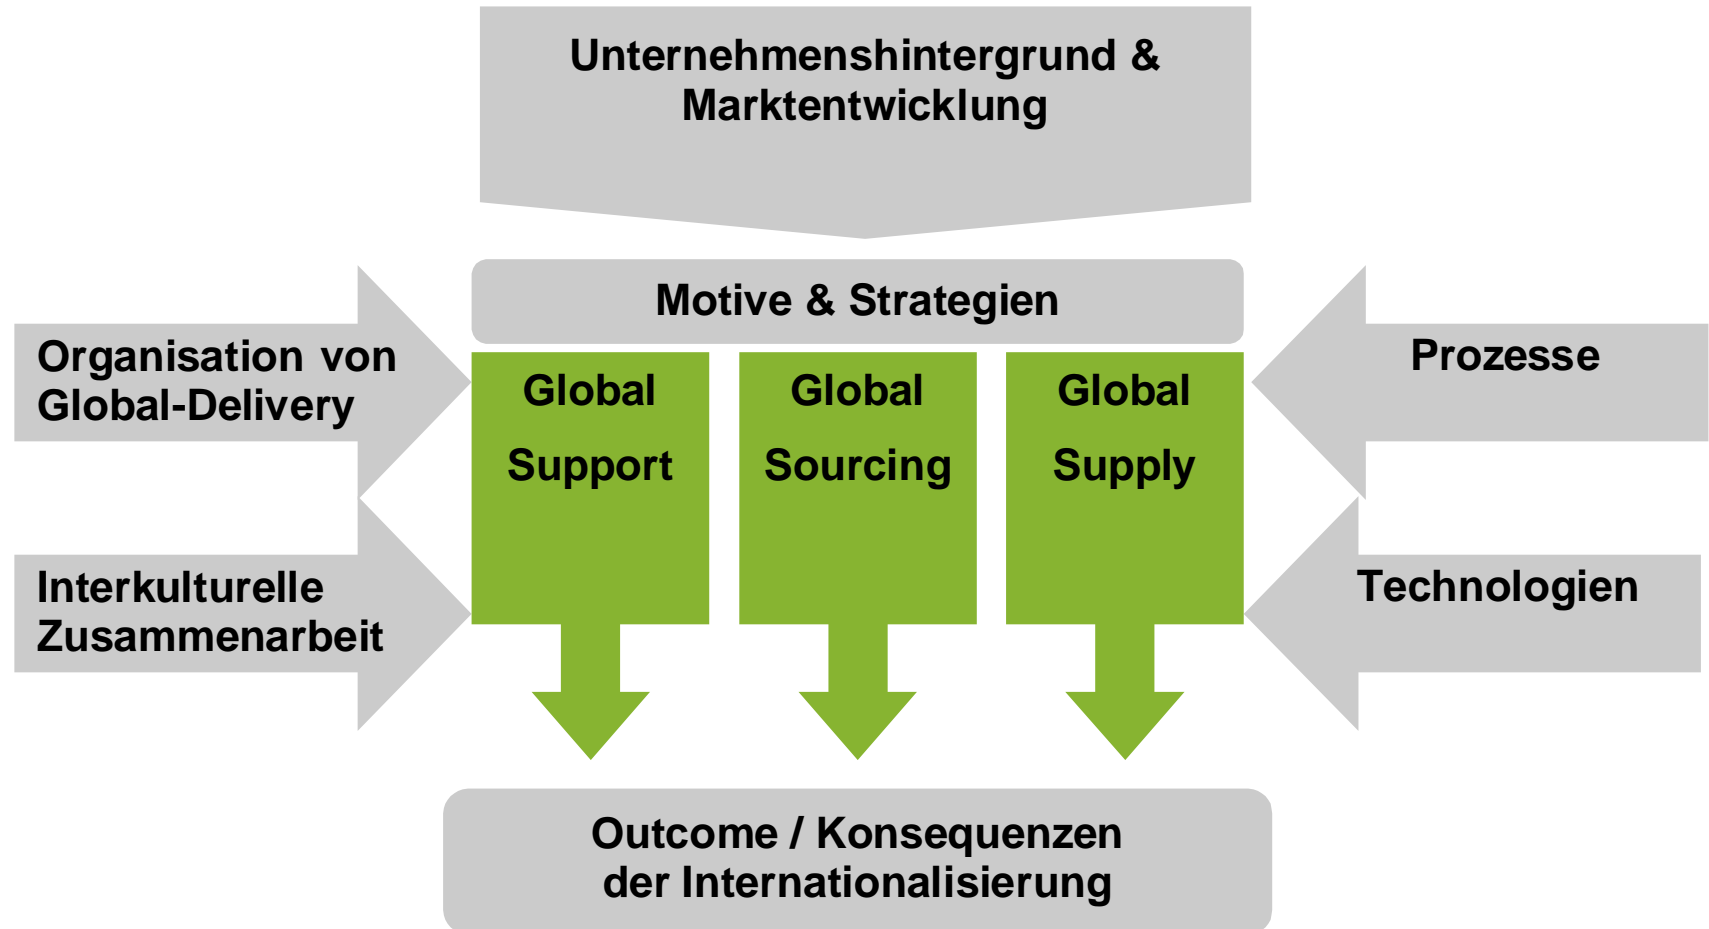 Unternehmenshintergrund &
Marktentwicklung
Motive & Strategien
Organisation von
Global-Delivery
Prozesse
Global
Support
Global
Sourcing
Global
Supply
Interkulturelle
Zusammenarbeit
Technologien
Outcome / Konsequenzen
der Internationalisierung